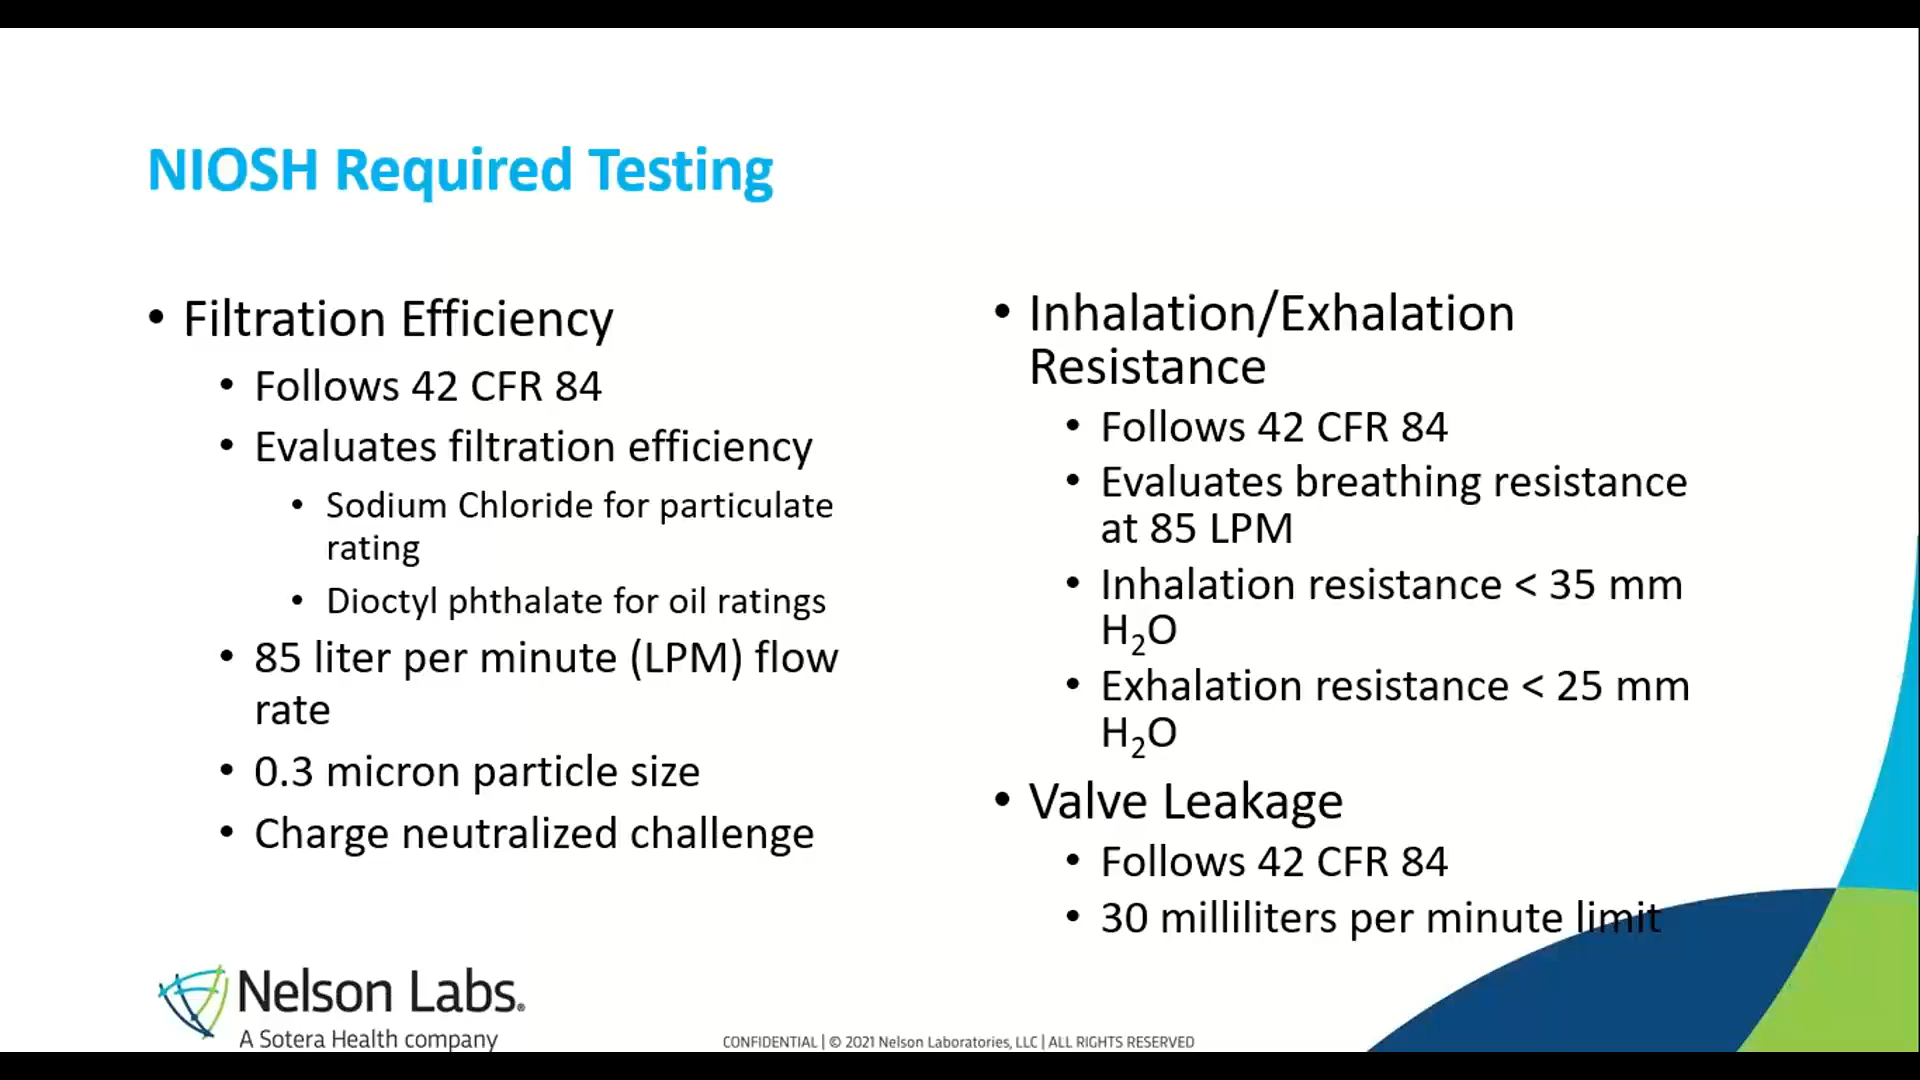 NIOSH Required Testing
• Filtration Efficiency
• Follows 42 CFR 84
• Evaluates filtration efficiency
• Sodium Chloride for particulate
rating
• Dioctyl phthalate for oil ratings
• 85 liter per minute (LPM) flow
rate
• 0.3 micron particle size
• Charge neutralized challenge
• Inhalation/Exhalation
Resistance
• Follows 42 CFR 84
• Evaluates breathing resistance
at 85 LPM
• Inhalation resistance < 35 mm
H₂O
• Exhalation resistance < 25 mm
H₂O
• Valve Leakage
• Follows 42 CFR 84
• 30 milliliters per minute limit
Nelson Labs®
A Sotera Health company
CONFIDENTIAL | © 2021 Nelson Laboratories, LLC | ALL RIGHTS RESERVED